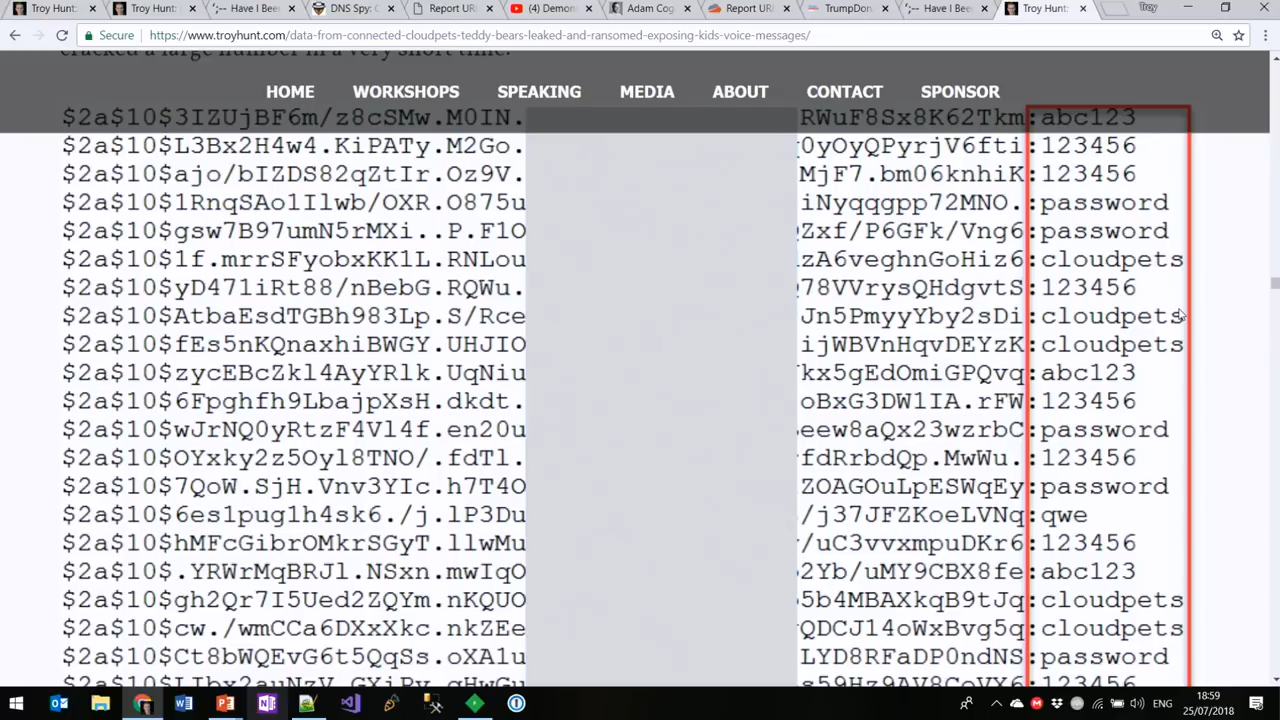 Troy Hunt:
Troy Hunt:
Have I Bee
DNS Spy: C
Report UR
(4) Demon
Adam Cog
Report UR
TrumpDon
Have I Bee
Troy Hunt:
Troy
Secure https://www.troyhunt.com/data-from-connected-cloudpets-teddy-bears-leaked-and-ransomed-exposing-kids-voice-messages/
cracked a large number in a very short time.
HOME WORKSHOPS SPEAKING MEDIA ABOUT CONTACT SPONSOR
$2a$10$3IZUjBF6m/z8cSMw.M0IN. RWuF8Sx8K62Tkm:abc123
$2a$10$L3Bx2H4w4.KiPATy.M2Go. 0yOyQPyrjV6fti:123456
$2a$10$ajo/bIZDS82qZtIr.Oz9V. MjF7.bm06knhiK:123456
$2a$10$1RnqSAo1Ilwb/OXR.O875u iNyqqgpp72MNO.:password
$2a$10$gsw7B97umN5rMXi..P.F1O Zxf/P6GFk/Vng6:password
$2a$10$1f.mrrSFyobxKK1L.RNLou zA6veghnGoHiz6:cloudpets
$2a$10$yD471iRt88/nBebG.RQWu. 78VVrysQHdgvtS:123456
$2a$10$AtbaEsdTGBh983Lp.S/Rce Jn5PmyyYby2sDi:cloudpets
$2a$10$fEs5nKQnaxhiBWGY.UHJIO ijWBVnHqvDEYzK:cloudpets
$2a$10$zycEBcZkl4AyYRlk.UqNiu kx5gEdOmiGPQvq:abc123
$2a$10$6Fpghfh9LbajpXsH.dkdt. oBxG3DW1IA.rFW:123456
$2a$10$wJrNQ0yRtzF4Vl4f.en20u eew8aQx23wzrbC:password
$2a$10$OYxky2z5Oyl8TNO/.fdTl. fdRrbdQp.MwWu.:123456
$2a$10$7QoW.SjH.Vnv3YIc.h7T4O ZOAGOuLpESWqEy:password
$2a$10$6es1pug1h4sk6./j.lP3Du /j37JFZKoeLVNq:qwe
$2a$10$hMFcGibrOMkrSGyT.llwMu /uC3vvxmpuDKr6:123456
$2a$10$.YRWrMqBRJl.NSxn.mwIqO 2Yb/uMY9CBX8fe:abc123
$2a$10$gh2Qr7I5Ued2ZQYm.nKQUO 5b4MBAXkqB9tJq:cloudpets
$2a$10$cw./wmCCa6DXxXkc.nkZEe QDCJ14oWxBvg5q:cloudpets
$2a$10$Ct8bWQEvG6t5QqSs.oXA1u LYD8RFaDP0ndNS:password
123456
ENG
18:59
25/07/2018